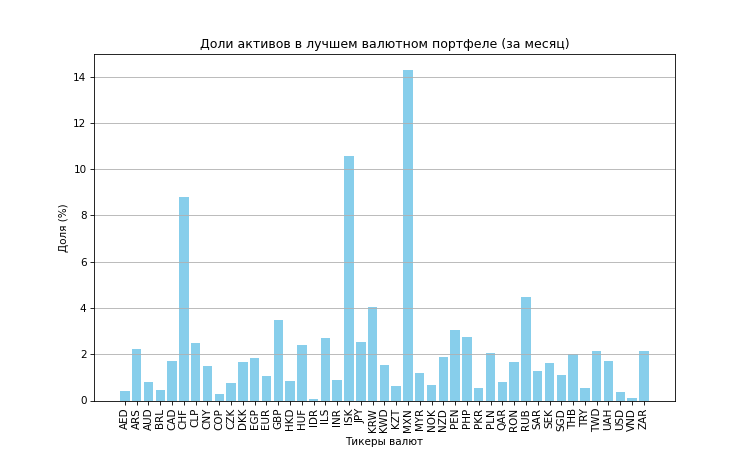 Доли активов в лучшем валютном портфеле (за месяц)
Доля (%)
14
12
10
8
6
4
2
0
AED ARS AUD BRL CAD CHF CLP CNY COP CZK DKK EGP EUR GBP HKD HUF IDR ILS INR ISK JPY KRW KWD KZT MXN MYR NOK NZD PEN PHP PKR PLN QAR RON RUB SAR SEK SGD THB TRY TWD UAH USD VND ZAR
Тикеры валют